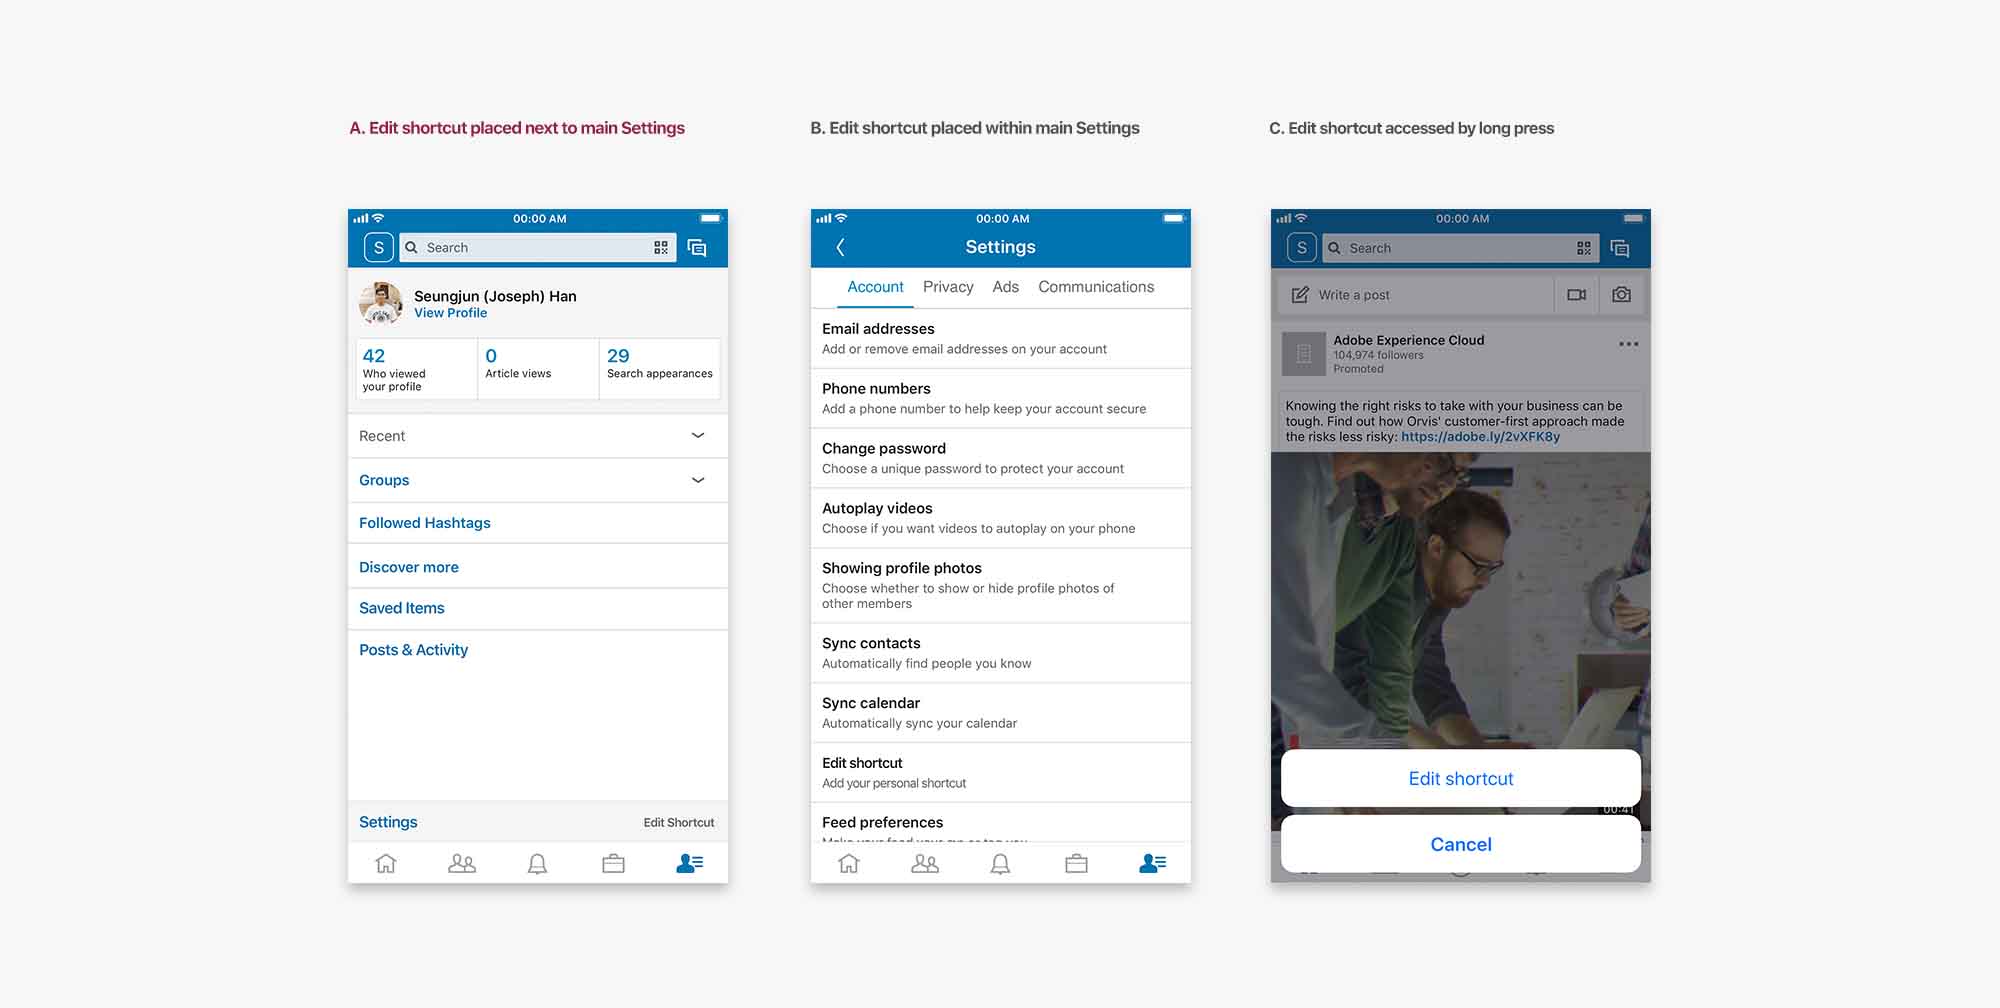 A. Edit shortcut placed next to main Settings
B. Edit shortcut placed within main Settings
C. Edit shortcut accessed by long press
00:00 AM
S
Search
Seungjun (Joseph) Han
View Profile
42
Who viewed
your profile
0
Article views
29
Search appearances
Recent
Groups
Followed Hashtags
Discover more
Saved Items
Posts & Activity
Settings
Edit Shortcut
00:00 AM
Settings
Account Privacy Ads Communications
Email addresses
Add or remove email addresses on your account
Phone numbers
Add a phone number to help keep your account secure
Change password
Choose a unique password to protect your account
Autoplay videos
Choose if you want videos to autoplay on your phone
Showing profile photos
Choose whether to show or hide profile photos of
other members
Sync contacts
Automatically find people you know
Sync calendar
Automatically sync your calendar
Edit shortcut
Add your personal shortcut
Feed preferences
00:00 AM
S
Search
Write a post
Adobe Experience Cloud
104,974 followers
Promoted
Knowing the right risks to take with your business can be
tough. Find out how Orvis' customer-first approach made
the risks less risky: https://adobe.ly/2vXFK8y
Edit shortcut
00:41
Cancel